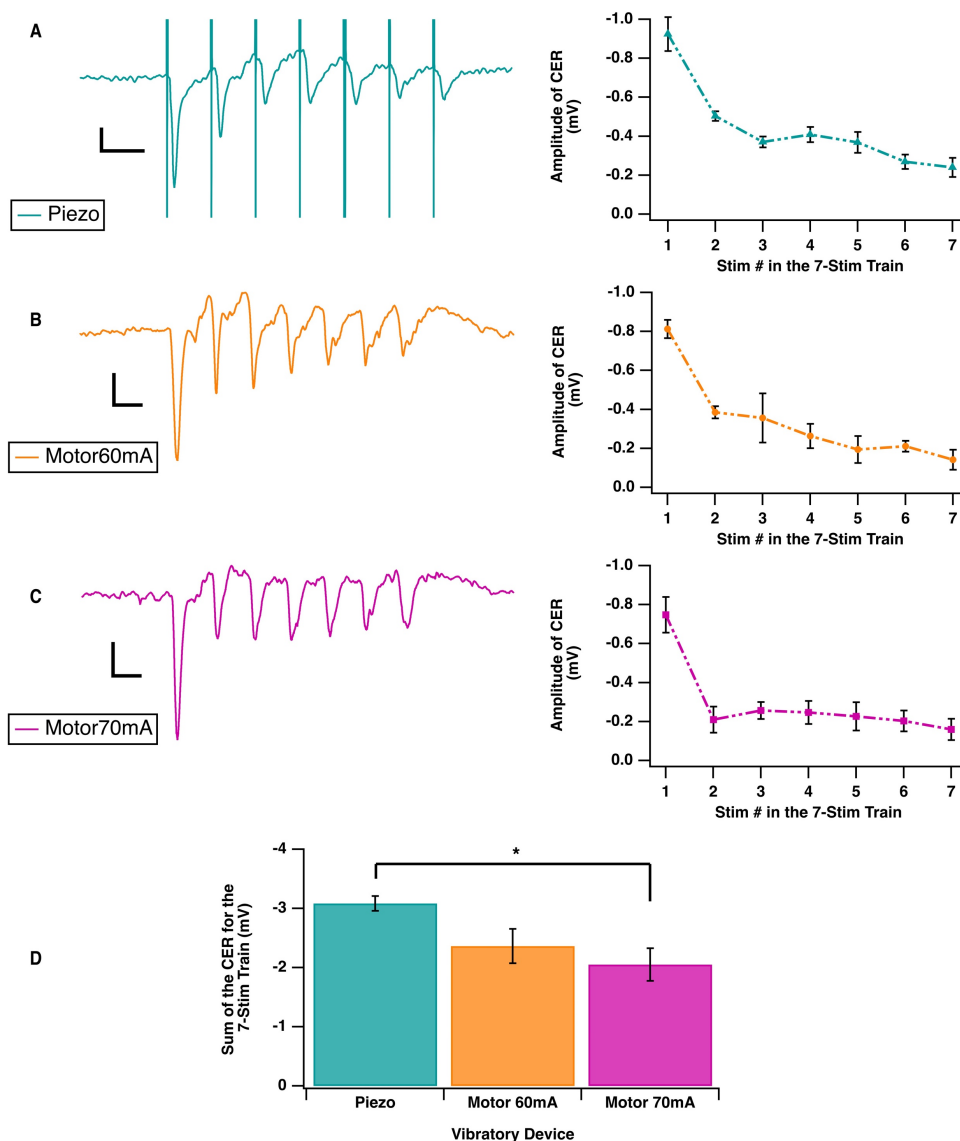 A
Piezo
-1.0
-0.8
-0.6
-0.4
-0.2
0.0
Amplitude of CER
(mV)
1 2 3 4 5 6 7
Stim # in the 7-Stim Train
B
Motor60mA
-1.0
-0.8
-0.6
-0.4
-0.2
0.0
Amplitude of CER
(mV)
1 2 3 4 5 6 7
Stim # in the 7-Stim Train
C
Motor70mA
-1.0
-0.8
-0.6
-0.4
-0.2
0.0
Amplitude of CER
(mV)
1 2 3 4 5 6 7
Stim # in the 7-Stim Train
D
Sum of the CER for the
7-Stim Train (mV)
-4
-3
-2
-1
0
*
Piezo Motor 60mA Motor 70mA
Vibratory Device